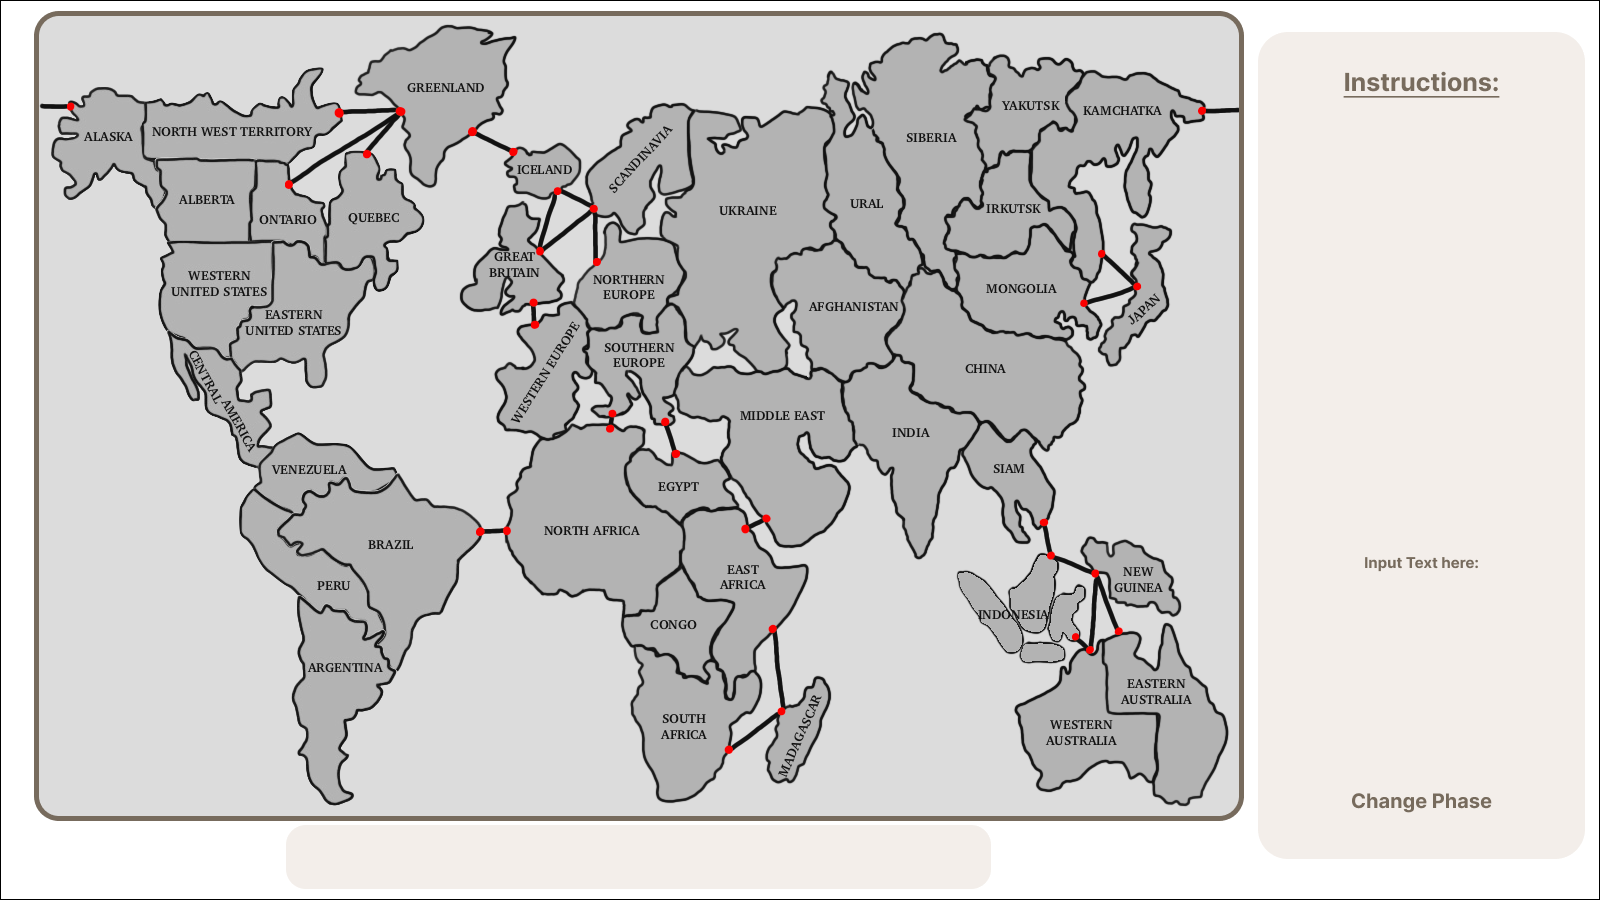 GREENLAND
ALASKA
NORTH WEST TERRITORY
ICELAND
SCANDINAVIA
SIBERIA
YAKUTSK
KAMCHATKA
ALBERTA
ONTARIO
QUEBEC
UKRAINE
URAL
IRKUTSK
GREAT
BRITAIN
WESTERN
UNITED STATES
NORTHERN
EUROPE
MONGOLIA
JAPAN
AFGHANISTAN
EASTERN
UNITED STATES
SOUTHERN
EUROPE
WESTERN EUROPE
CHINA
CENTRAL AMERICA
MIDDLE EAST
INDIA
VENEZUELA
EGYPT
SIAM
NORTH AFRICA
BRAZIL
EAST
AFRICA
PERU
NEW
GUINEA
INDONESIA
CONGO
ARGENTINA
EASTERN
AUSTRALIA
SOUTH
AFRICA
MADAGASCAR
WESTERN
AUSTRALIA
Instructions:
Input Text here:
Change Phase